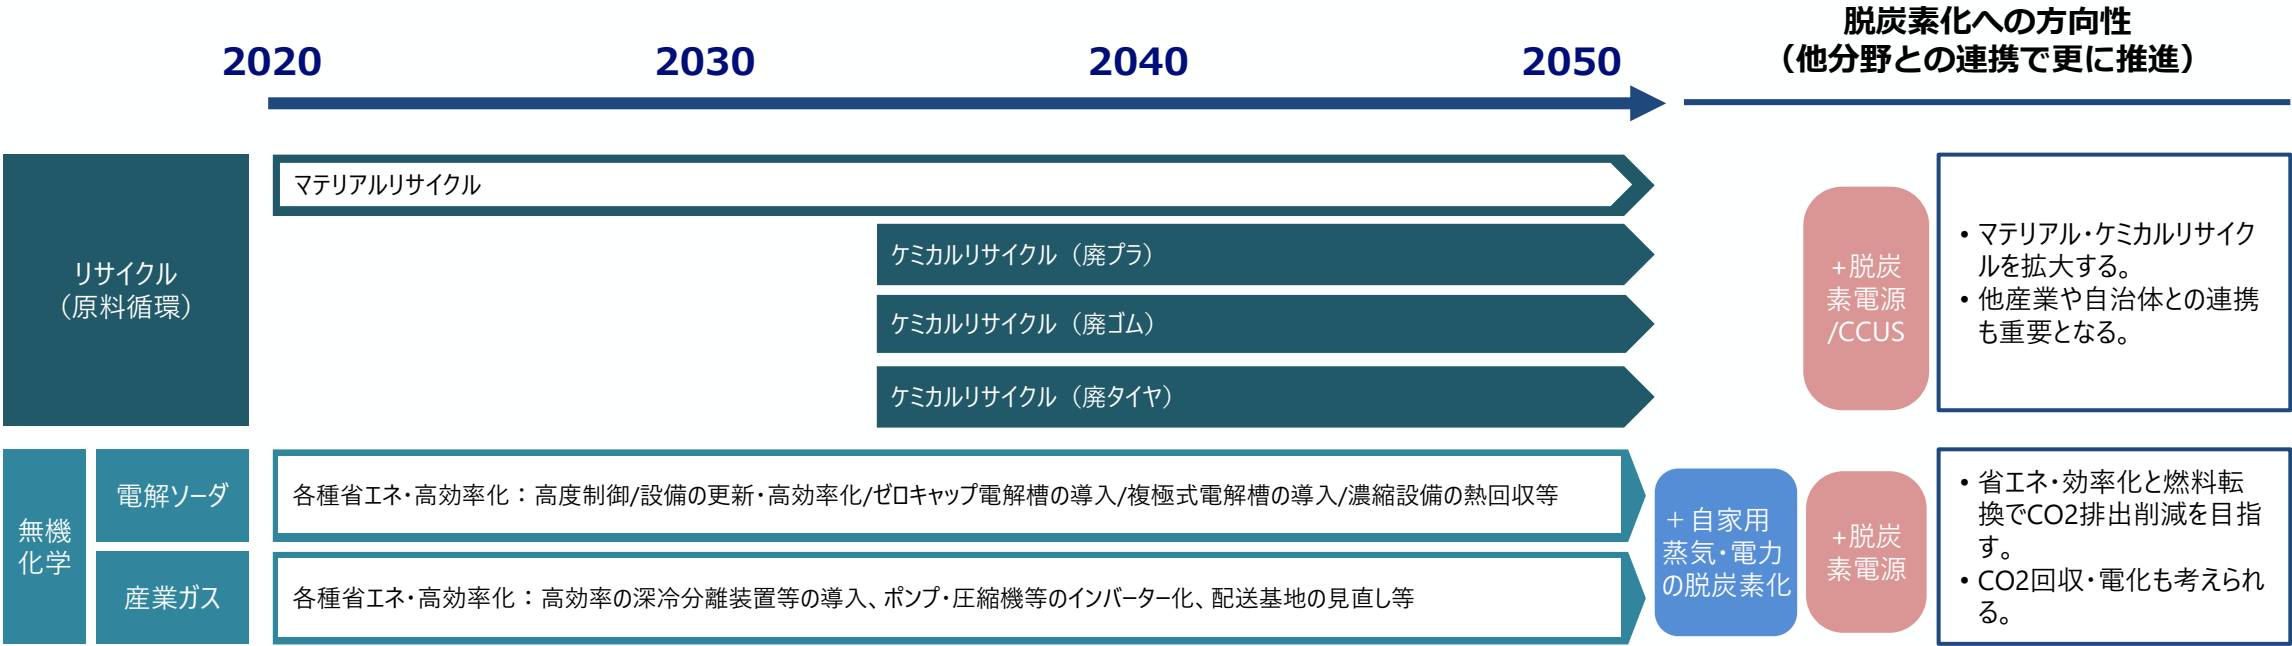 脱炭素化への方向性
（他分野との連携で更に推進）
2020
2030
2040
2050
リサイクル
（原料循環）
マテリアルリサイクル
ケミカルリサイクル（廃プラ）
ケミカルリサイクル（廃ゴム）
ケミカルリサイクル（廃タイヤ）
+脱炭
素電源
/CCUS
• マテリアル・ケミカルリサイク
ルを拡大する。
• 他産業や自治体との連携
も重要となる。
無機
化学
電解ソーダ
各種省エネ・高効率化：高度制御/設備の更新・高効率化/ゼロキャップ電解槽の導入/複極式電解槽の導入/濃縮設備の熱回収等
産業ガス
各種省エネ・高効率化：高効率の深冷分離装置等の導入、ポンプ・圧縮機等のインバーター化、配送基地の見直し等
＋自家用
蒸気・電力
の脱炭素化
+脱炭
素電源
• 省エネ・効率化と燃料転
換でCO2排出削減を目指
す。
• CO2回収・電化も考えられ
る。